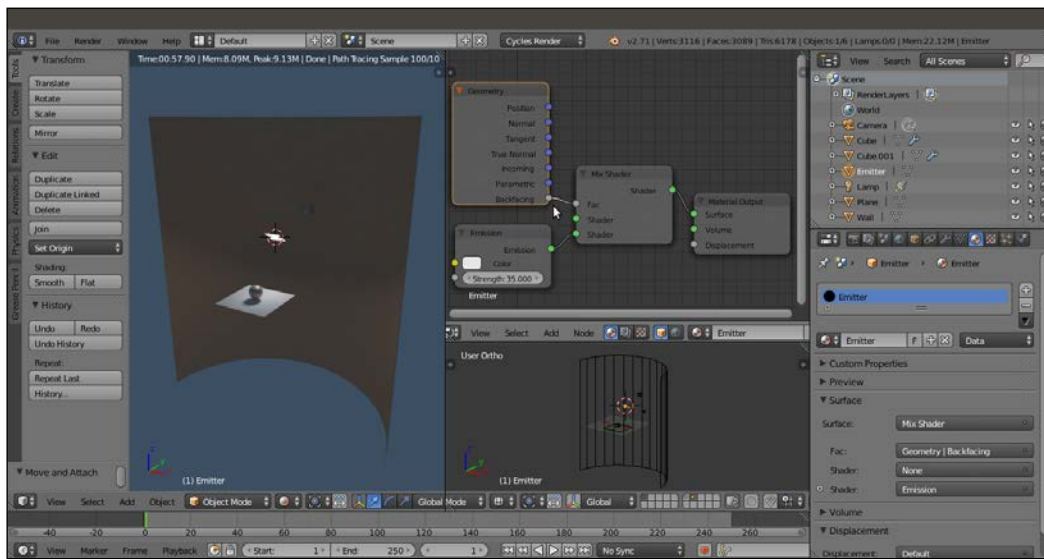 File Render Window Help Default Scene Cycles Render v2.71 | Verts:3116 | Faces:3089 | Tris:6178 | Objects:1/6 | Lamps:0/0 | Mem:22.12M | Emitter
Tools
Create
Relations
Animation
Physics
Grease Pencil
Transform
Translate
Rotate
Scale
Mirror
Edit
Duplicate
Duplicate Linked
Delete
Join
Set Origin
Shading:
Smooth Flat
History
Undo Redo
Undo History
Repeat:
Repeat Last
History...
Move and Attach
Time:00:57.90 | Mem:8.09M, Peak:9.13M | Done | Path Tracing Sample 100/10
(1) Emitter
View Select Add Object Object Mode Global
Geometry
Position
Normal
Tangent
True Normal
Incoming
Parametric
Backfacing
Emission
Emission
Color
Strength: 35.000
Mix Shader
Shader
Fac
Shader
Shader
Material Output
Surface
Volume
Displacement
Emitter
View Select Add Node Emitter
User Ortho
(1) Emitter
Mode Global
View Search All Scenes
Scene
RenderLayers |
World
Camera |
Cube |
Cube.001 |
Emitter |
Lamp |
Plane |
Wall |
Emitter Emitter
Emitter
Emitter F Data
Custom Properties
Preview
Surface
Surface: Mix Shader
Fac: Geometry | Backfacing
Shader: None
Shader: Emission
Volume
Displacement
Displacement: Default
-40 -20 0 20 40 60 80 100 120 140 160 180 200 220 240 260
View Marker Frame Playback Start: 1 End: 250 1 No Sync